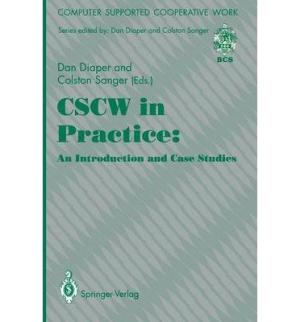 COMPUTER SUPPORTED COOPERATIVE WORK
Series edited by: Dan Diaper and Colston Sanger
BCS
Dan Diaper and
Colston Sanger (Eds.)
CSCW in
Practice:
An Introduction and Case Studies
Springer-Verlag